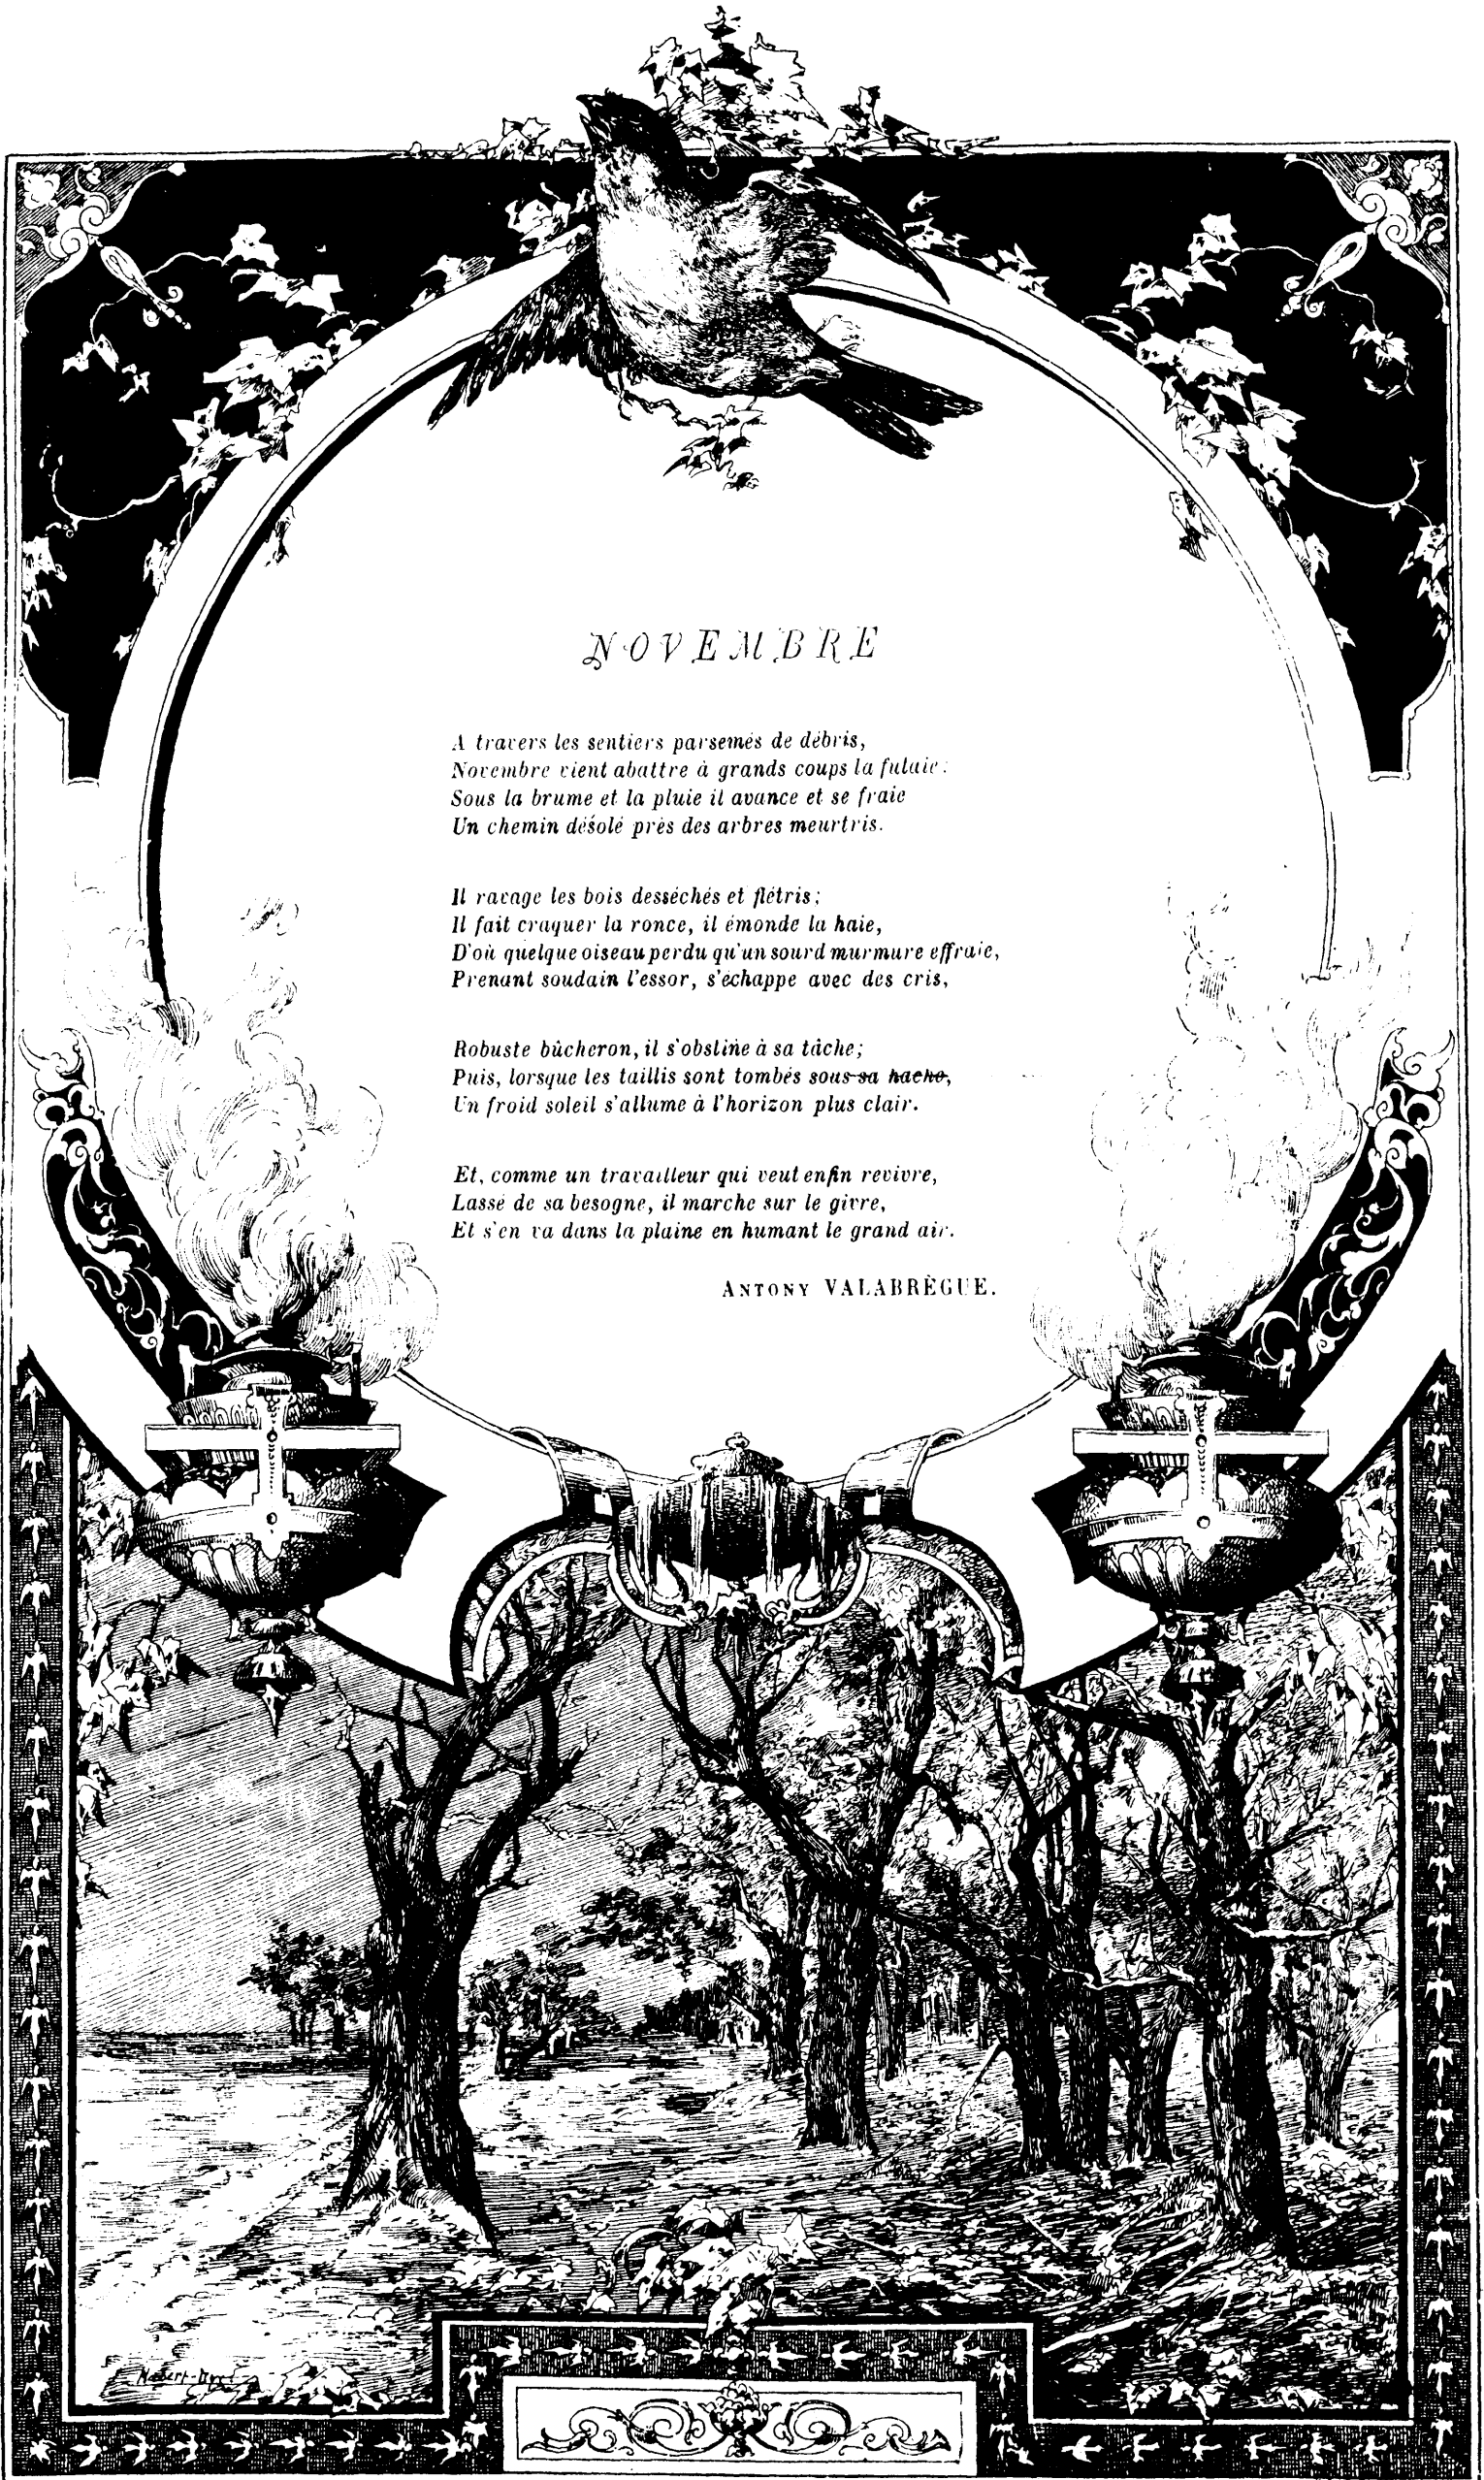 NOVEMBRE
A travers les sentiers parsemés de débris,
Novembre vient abattre à grands coups la futaie:
Sous la brume et la pluie il avance et se fraie
Un chemin désolé près des arbres meurtris.
Il ravage les bois desséchés et flétris;
Il fait craquer la ronce, il émonde la haie,
D'où quelque oiseau perdu qu'un sourd murmure effraie,
Prenant soudain l'essor, s'échappe avec des cris,
Robuste bûcheron, il s'obstine à sa tâche;
Puis, lorsque les taillis sont tombés sous sa hache,
Un froid soleil s'allume à l'horizon plus clair.
Et, comme un travailleur qui veut enfin revivre,
Lassé de sa besogne, il marche sur le givre,
Et s'en va dans la plaine en humant le grand air.
ANTONY VALABRÈGUE.